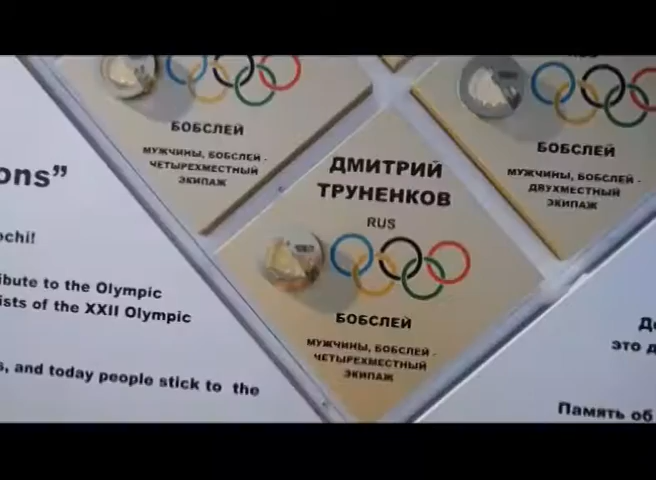 ons”
ochi!
ibute to the Olympic
ists of the XXII Olympic
s, and today people stick to the
БОБСЛЕЙ
МУЖЧИНЫ, БОБСЛЕЙ -
ЧЕТЫРЕХМЕСТНЫЙ
ЭКИПАЖ
ДМИТРИЙ
ТРУНЕНКОВ
RUS
БОБСЛЕЙ
МУЖЧИНЫ, БОБСЛЕЙ -
ЧЕТЫРЕХМЕСТНЫЙ
ЭКИПАЖ
БОБСЛЕЙ
МУЖЧИНЫ, БОБСЛЕЙ -
ДВУХМЕСТНЫЙ
ЭКИПАЖ
это д
Память об